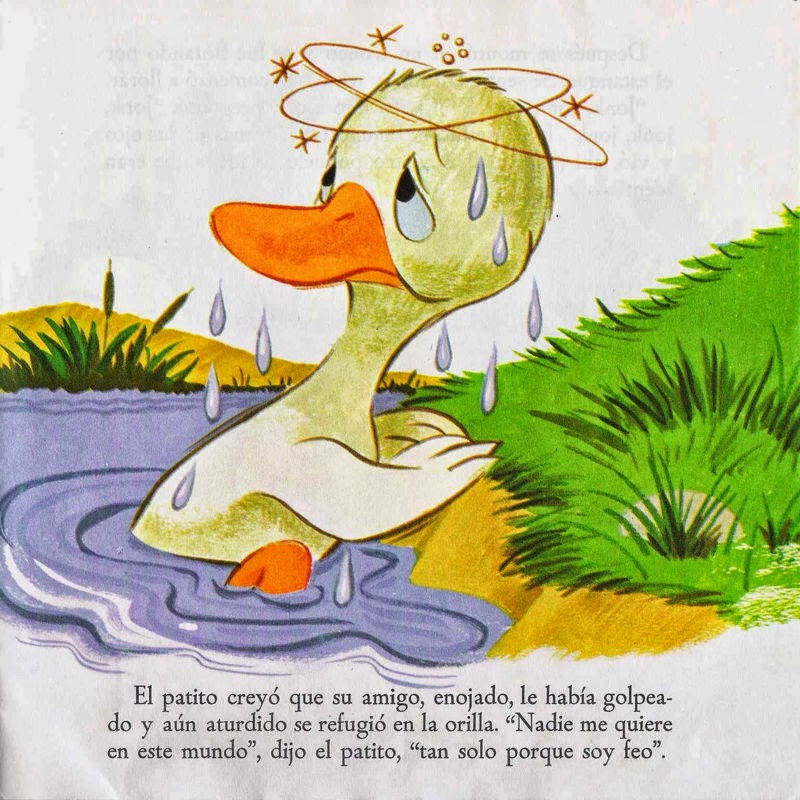 El patito creyó que su amigo, enojado, le había golpea-
do y aún aturdido se refugió en la orilla. “Nadie me quiere
en este mundo”, dijo el patito, “tan solo porque soy feo”.